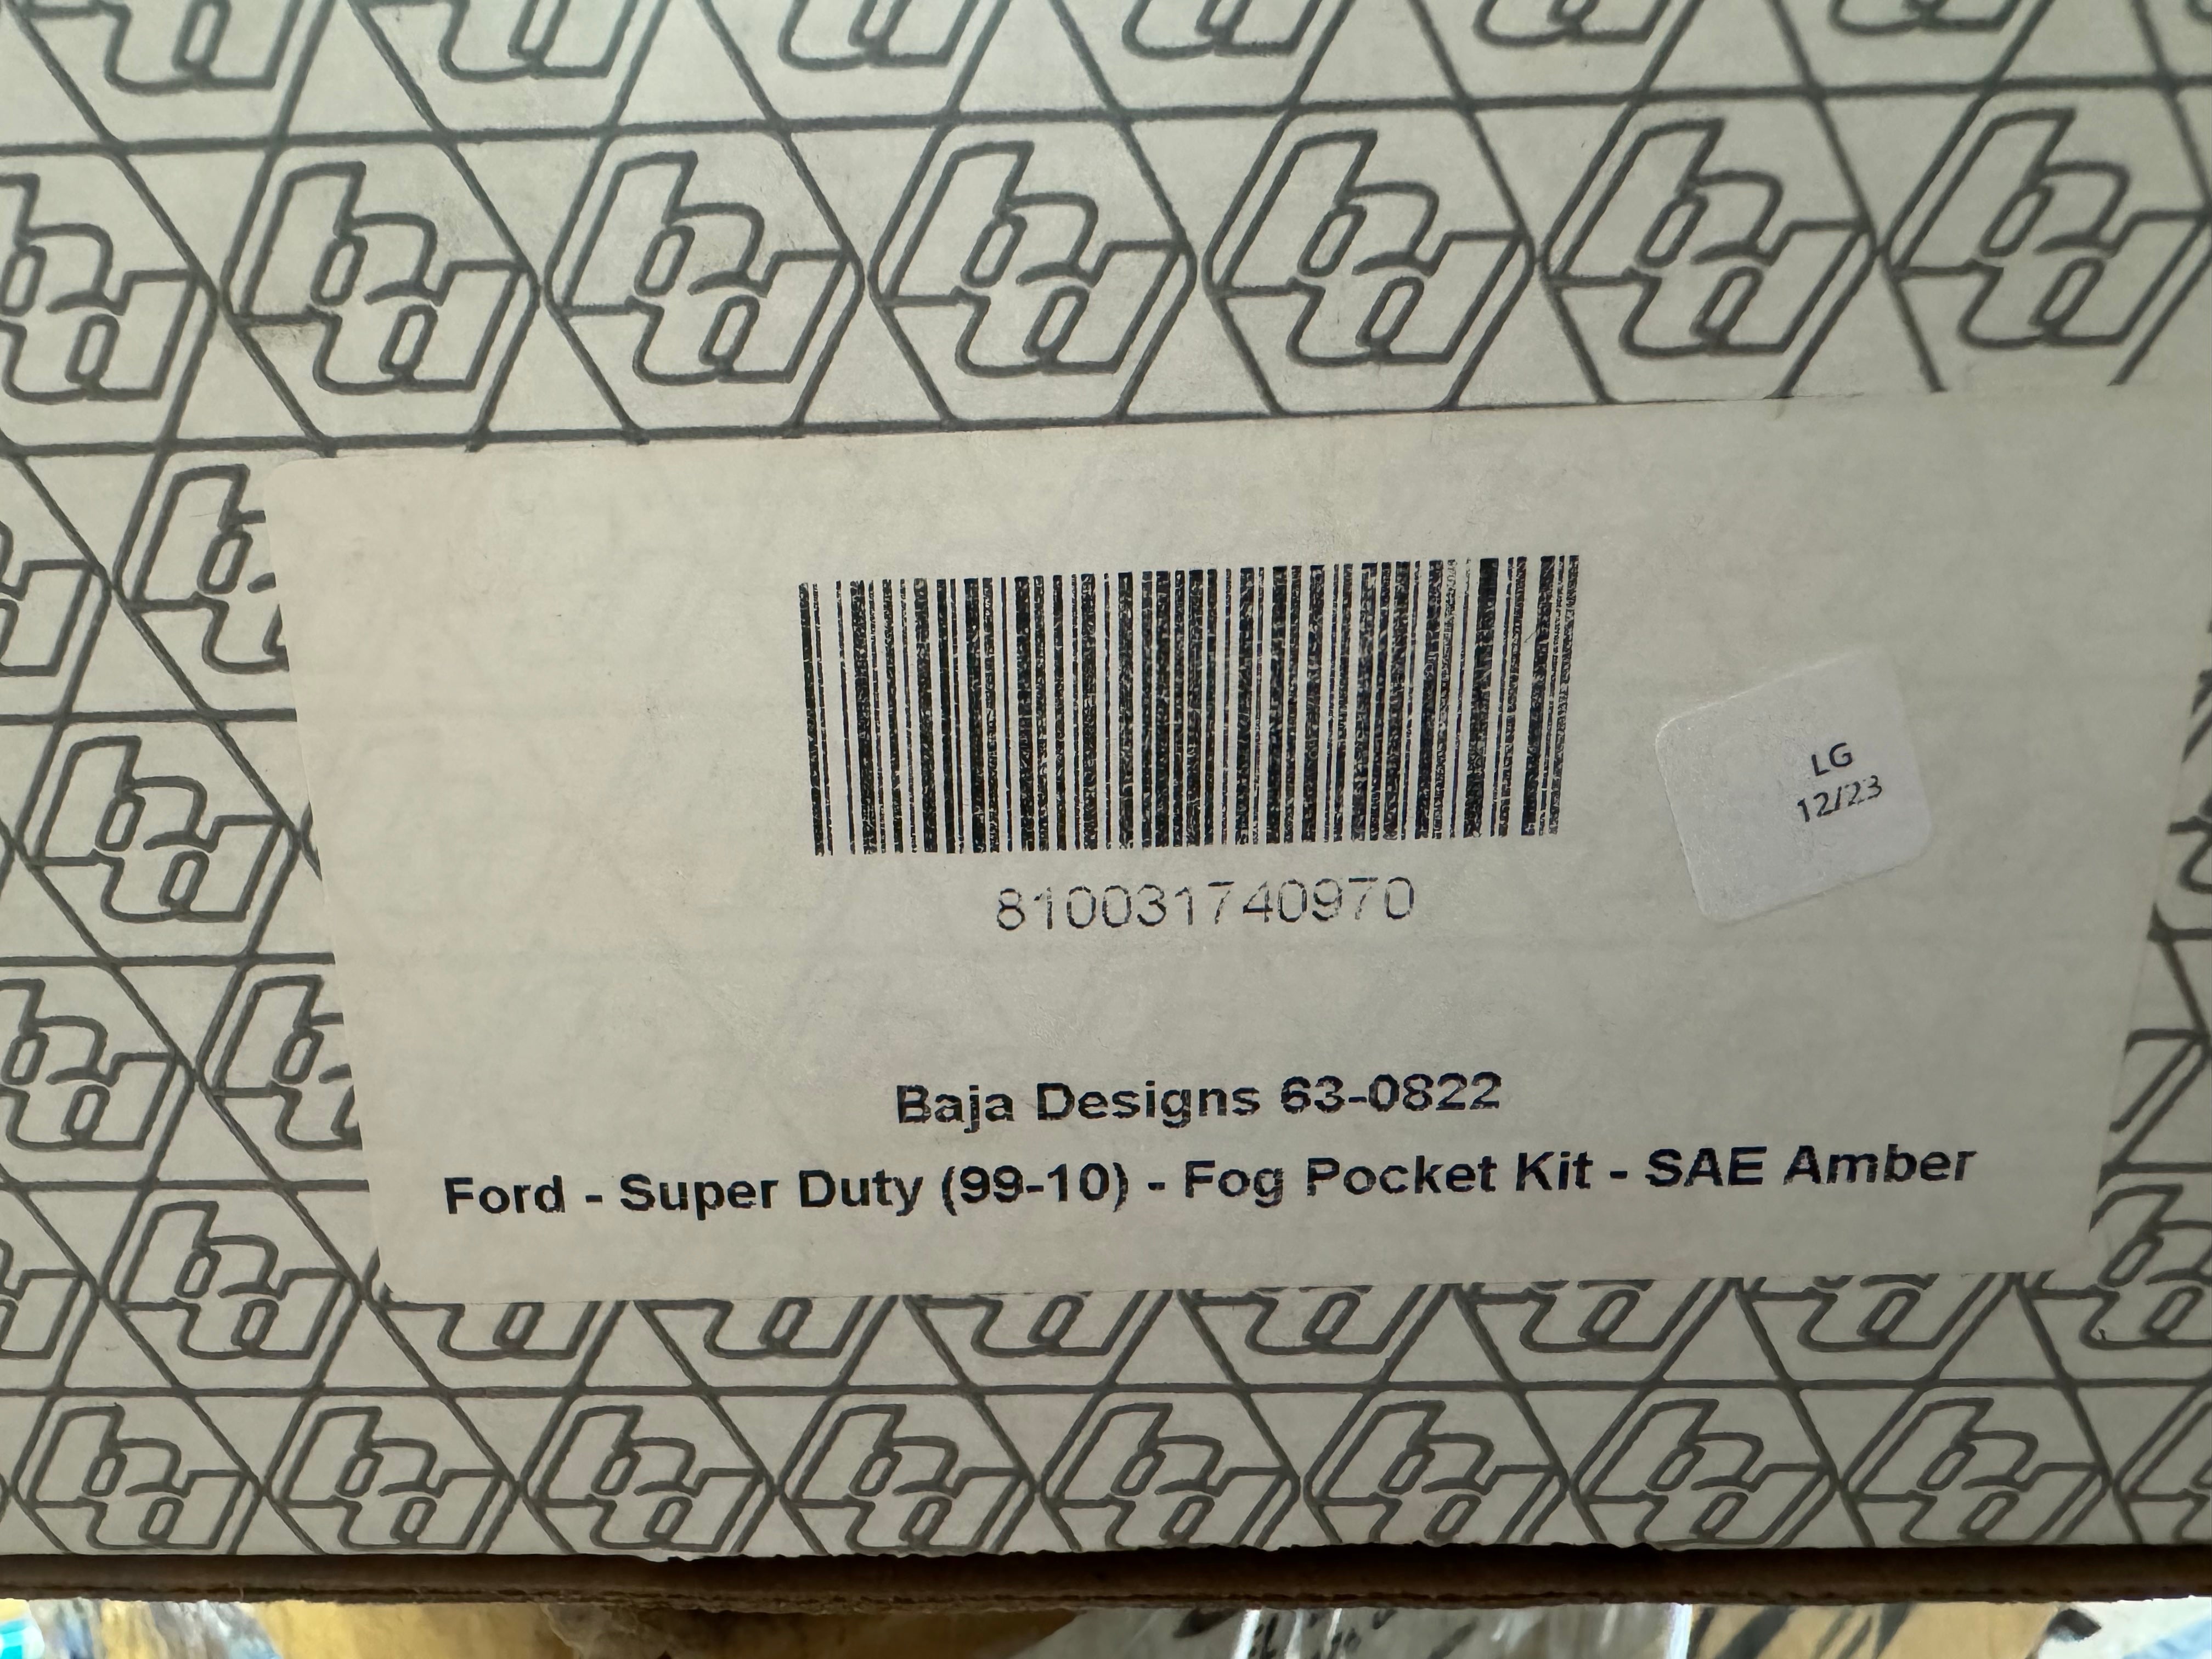 LG
12/23
810031740970
Baja Designs 63-0822
Ford - Super Duty (99-10) - Fog Pocket Kit - SAE Amber